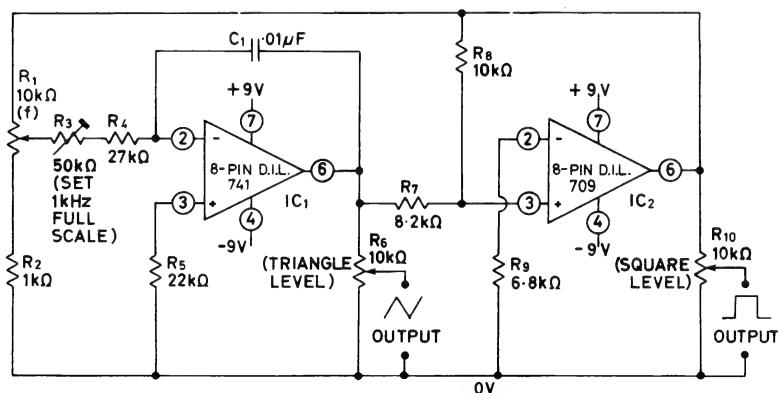 C₁ .01µF
R₁
10kΩ
(f)
R₃
50kΩ
(SET
1kHz
FULL
SCALE)
R₄
27kΩ
R₂
1kΩ
+9V
7
2
-
8-PIN D.I.L.
741
6
3
+
IC₁
4
-9V
R₅
22kΩ
R₇
8.2kΩ
R₆
10kΩ
(TRIANGLE
LEVEL)
OUTPUT
R₈
10kΩ
+9V
7
2
-
8-PIN D.I.L.
709
6
3
+
IC₂
4
-9V
R₉
6.8kΩ
R₁₀
10kΩ
(SQUARE
LEVEL)
OUTPUT
0V